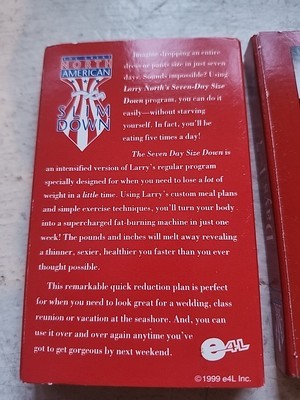 THE GREAT
NORTH
AMERICAN
SLIM
DOWN
Imagine dropping an entire
dress or pants size in just seven
days. Sounds impossible? Using
Larry North's Seven-Day Size
Down program, you can do it
easily—without starving
yourself. In fact, you'll be
eating five times a day!
The Seven Day Size Down is
an intensified version of Larry's regular program
specially designed for when you need to lose a lot of
weight in a little time. Using Larry's custom meal plans
and simple exercise techniques, you'll turn your body
into a supercharged fat-burning machine in just one
week! The pounds and inches will melt away revealing
a thinner, sexier, healthier you faster than you ever
thought possible.
This remarkable quick reduction plan is perfect
for when you need to look great for a wedding, class
reunion or vacation at the seashore. And, you can
use it over and over again anytime you've
got to get gorgeous by next weekend.
e4L
©1999 e4L Inc.